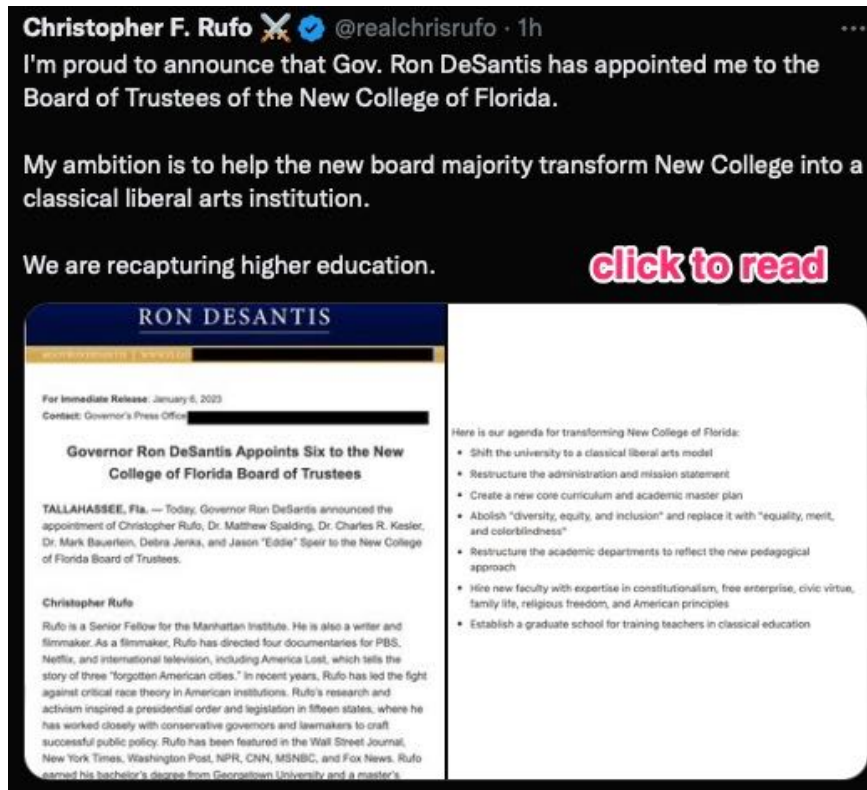 Christopher F. Rufo @realchrisrufo · 1h
I'm proud to announce that Gov. Ron DeSantis has appointed me to the
Board of Trustees of the New College of Florida.
My ambition is to help the new board majority transform New College into a
classical liberal arts institution.
We are recapturing higher education.
click to read
RON DESANTIS
For Immediate Release: January 6, 2023
Contact: Governor's Press Office
Governor Ron DeSantis Appoints Six to the New
College of Florida Board of Trustees
TALLAHASSEE, Fla. — Today, Governor Ron DeSantis announced the
appointment of Christopher Rufo, Dr. Matthew Spalding, Dr. Charles R. Kesler,
Dr. Mark Bauerlein, Debra Jenks, and Jason "Eddie" Speir to the New College
of Florida Board of Trustees.
Christopher Rufo
Rufo is a Senior Fellow for the Manhattan Institute. He is also a writer and
filmmaker. As a filmmaker, Rufo has directed four documentaries for PBS,
Netflix, and international television, including America Lost, which tells the
story of three "forgotten American cities." In recent years, Rufo has led the fight
against critical race theory in American institutions. Rufo's research and
activism inspired a presidential order and legislation in fifteen states, where he
has worked closely with conservative governors and lawmakers to craft
successful public policy. Rufo has been featured in the Wall Street Journal,
New York Times, Washington Post, NPR, CNN, MSNBC, and Fox News. Rufo
earned his bachelor's degree from Georgetown University and a master's
Here is our agenda for transforming New College of Florida:
• Shift the university to a classical liberal arts model
• Restructure the administration and mission statement
• Create a new core curriculum and academic master plan
• Abolish "diversity, equity, and inclusion" and replace it with "equality, merit,
and colorblindness"
• Restructure the academic departments to reflect the new pedagogical
approach
• Hire new faculty with expertise in constitutionalism, free enterprise, civic virtue,
family life, religious freedom, and American principles
• Establish a graduate school for training teachers in classical education